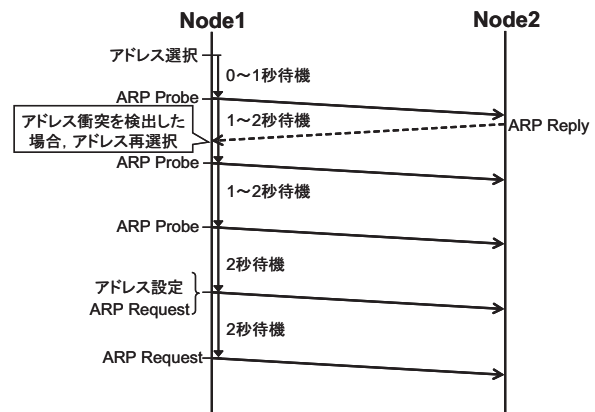 Node1
Node2
アドレス選択
0～1秒待機
ARP Probe
アドレス衝突を検出した
場合，アドレス再選択
1～2秒待機
ARP Reply
ARP Probe
1～2秒待機
ARP Probe
2秒待機
アドレス設定
ARP Request
2秒待機
ARP Request